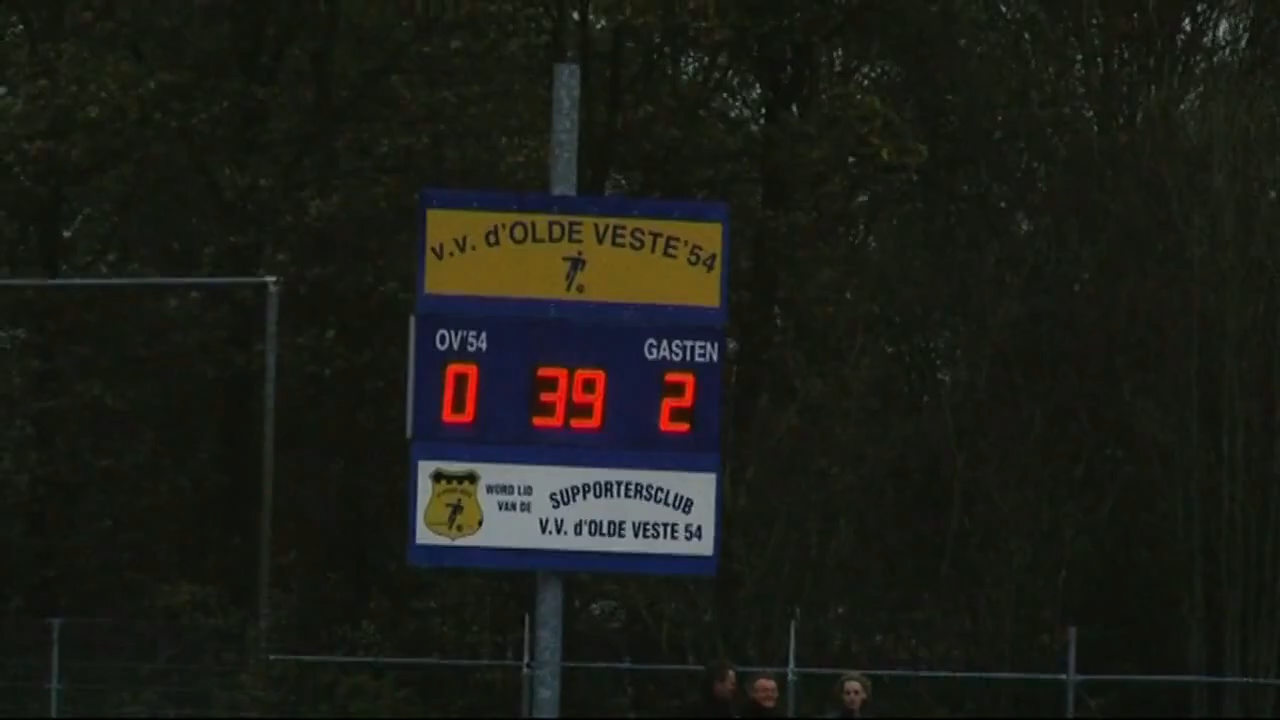 v.v. d'OLDE VESTE'54
OV'54 GASTEN
0 39 2
WORD LID
VAN DE
SUPPORTERSCLUB
V.V. d'OLDE VESTE 54